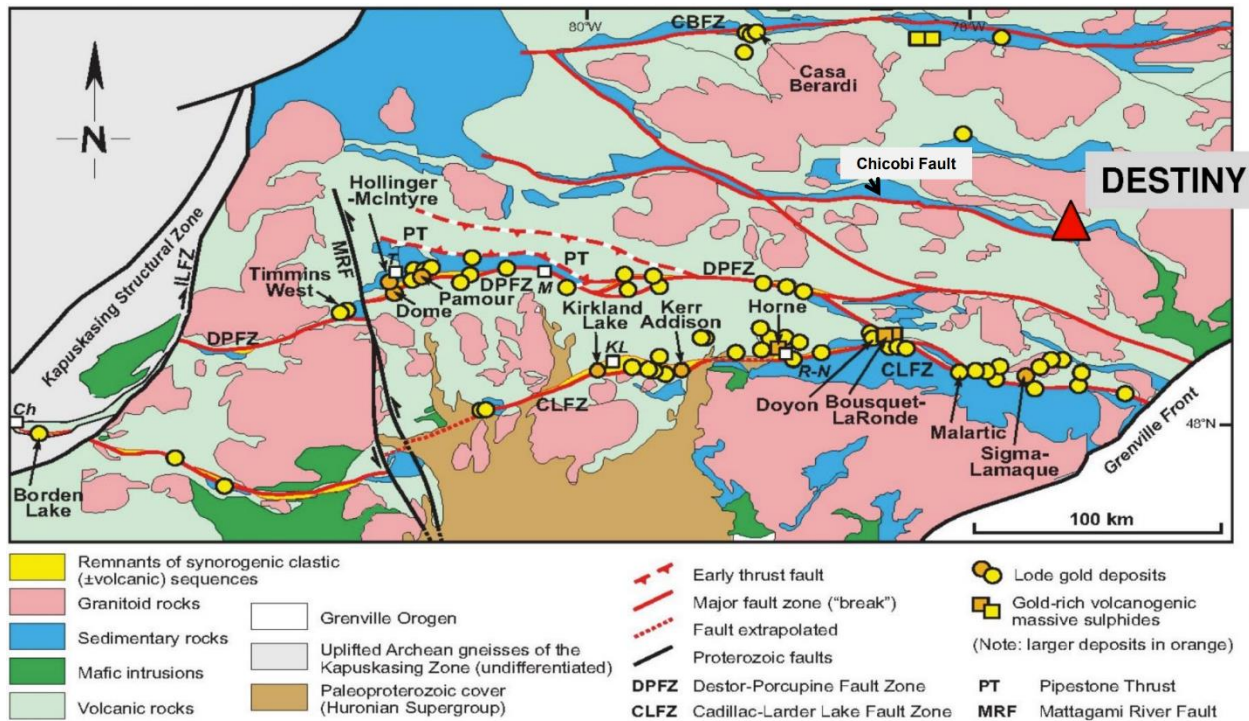 80°W
78°W
CBFZ
Casa
Berardi
N
Chicobi Fault
DESTINY
Hollinger
-McIntyre
Kapuskasing Structural Zone
ILFZ
MRF
PT
T
PT
Timmins
West
DPFZ
M
DPFZ
Pamour
Dome
Kirkland
Lake
Kerr
Addison
Horne
DPFZ
KL
R-N
CLFZ
CLFZ
Doyon
Bousquet-
LaRonde
Malartic
Sigma-
Lamaque
Grenville Front
48°N
Ch
Borden
Lake
100 km
Remnants of synorogenic clastic
(±volcanic) sequences
Granitoid rocks
Sedimentary rocks
Mafic intrusions
Volcanic rocks
Grenville Orogen
Uplifted Archean gneisses of the
Kapuskasing Zone (undifferentiated)
Paleoproterozoic cover
(Huronian Supergroup)
Early thrust fault
Major fault zone ("break")
Fault extrapolated
Proterozoic faults
DPFZ Destor-Porcupine Fault Zone
CLFZ Cadillac-Larder Lake Fault Zone
Lode gold deposits
Gold-rich volcanogenic
massive sulphides
(Note: larger deposits in orange)
PT Pipestone Thrust
MRF Mattagami River Fault